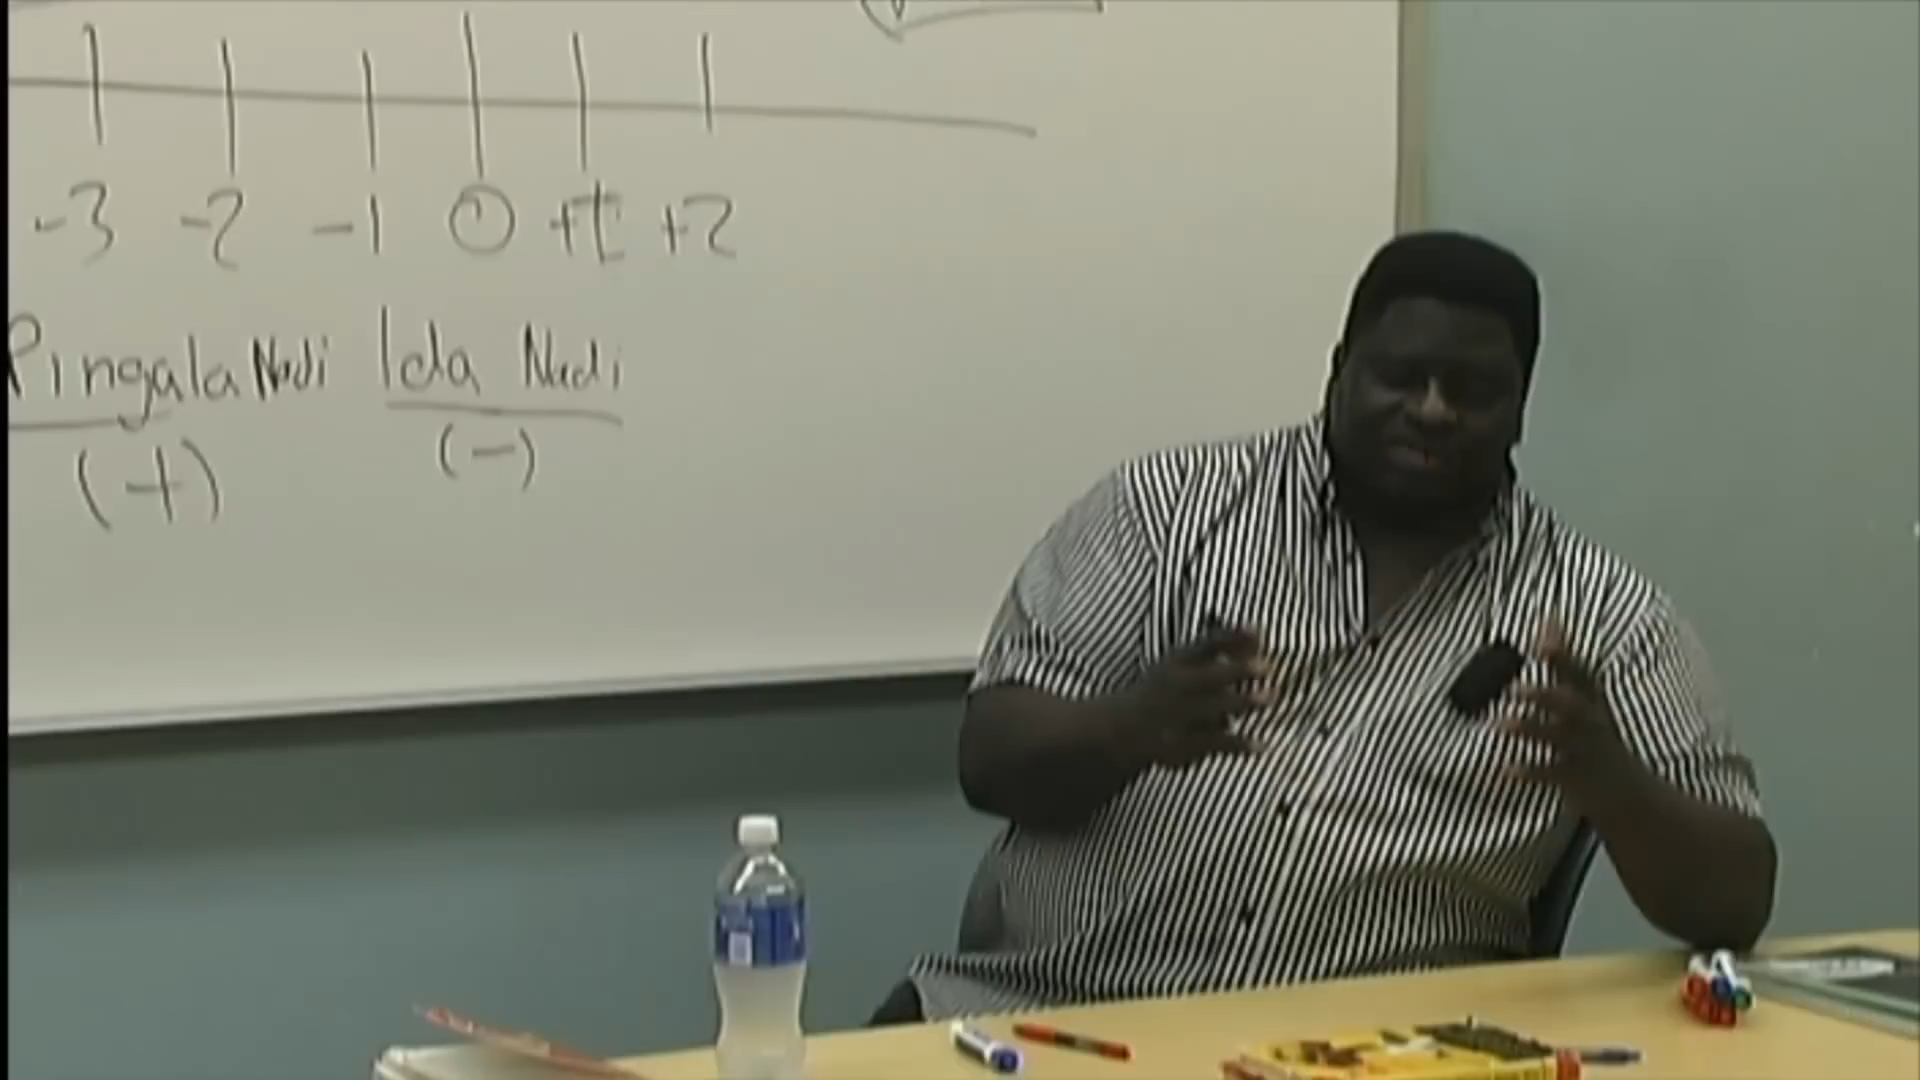 -3 -2 -1 0 +1 +2
Pingala Nadi Ida Nadi
(+) (-)